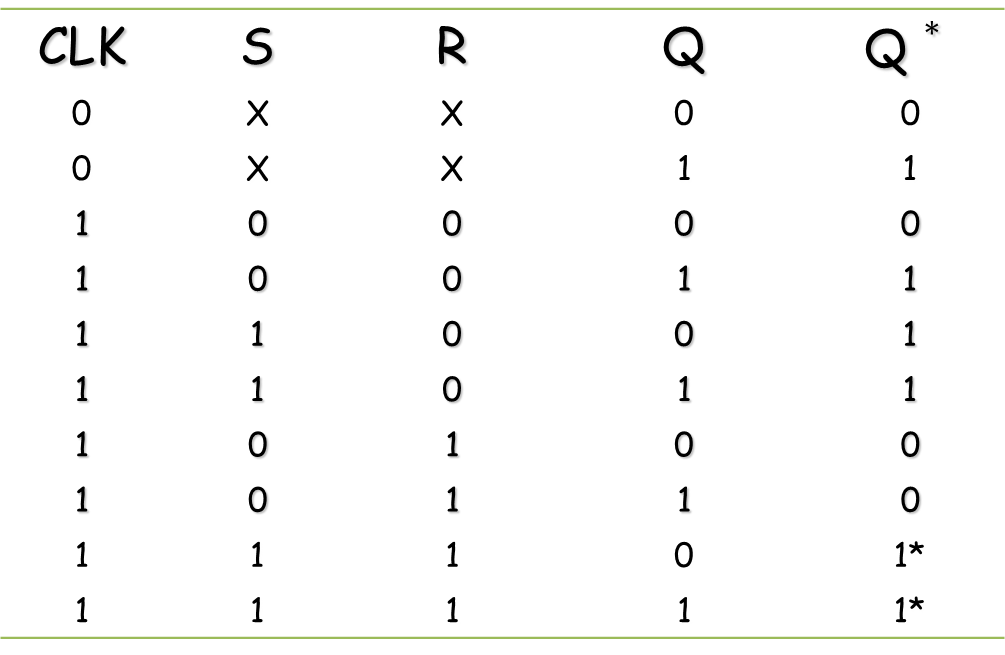 CLK S R Q Q*
0 X X 0 0
0 X X 1 1
1 0 0 0 0
1 0 0 1 1
1 1 0 0 1
1 1 0 1 1
1 0 1 0 0
1 0 1 1 0
1 1 1 0 1*
1 1 1 1 1*